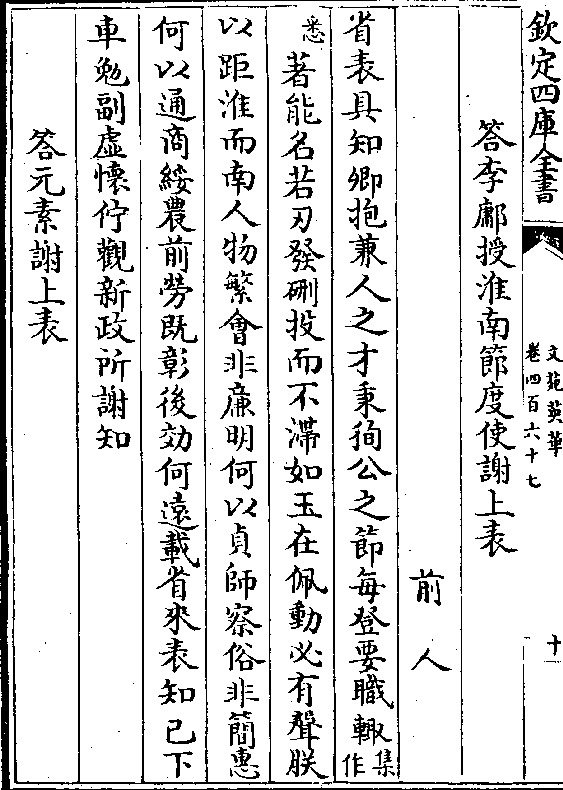 欽定四庫全書
文苑英華
卷四百六十七
十
答李鄘授淮南節度使謝上表
前人
省表具知卿抱兼人之才秉徇公之節每登要職輙集作
悉著能名若刃發硎投而不滯如玉在佩動必有聲朕
以距淮而南人物繁會非廉明何以貞師察俗非簡惠
何以通商綏農前勞既彰後効何遠載省來表知已下
車勉副虛懷佇觀新政所謝知
答元素謝上表